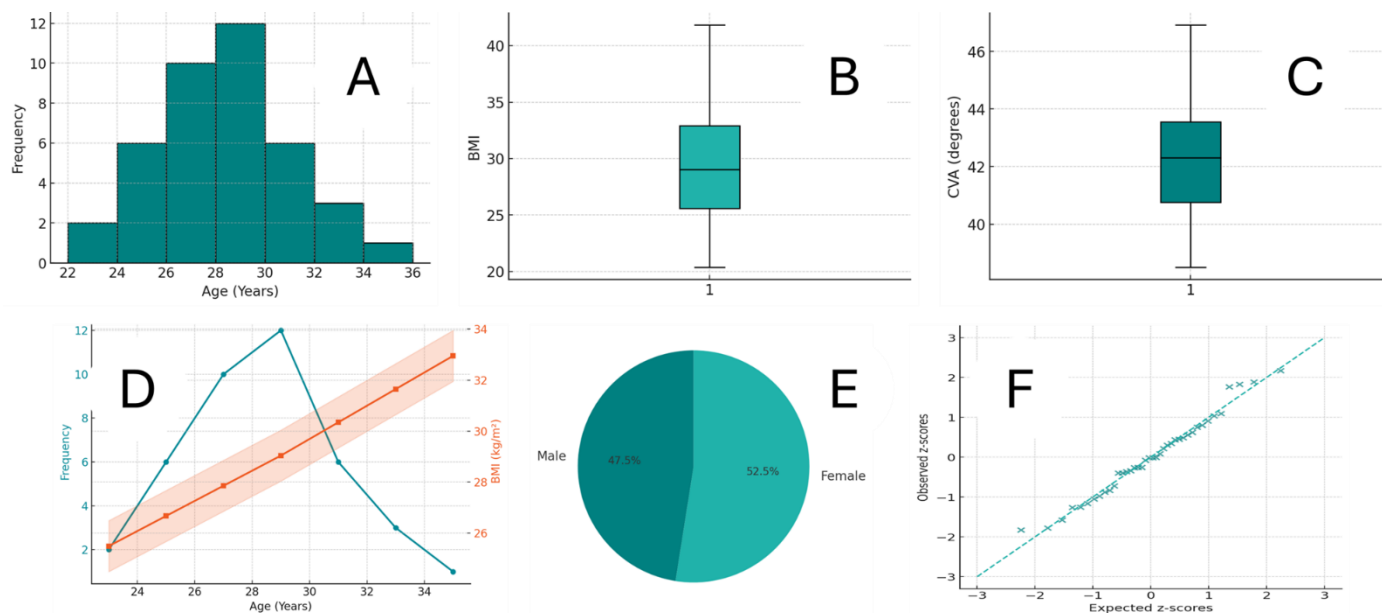 A
12
10
8
6
4
2
0
Frequency
22 24 26 28 30 32 34 36
Age (Years)
B
40
35
30
25
20
BMI
1
C
46
44
42
40
CVA (degrees)
1
D
12
10
8
6
4
2
Frequency
34
32
30
28
26
BMI (kg/m²)
24 26 28 30 32 34
Age (Years)
E
Male
47.5%
52.5%
Female
F
3
2
1
0
−1
−2
−3
Observed z-scores
−3 −2 −1 0 1 2 3
Expected z-scores